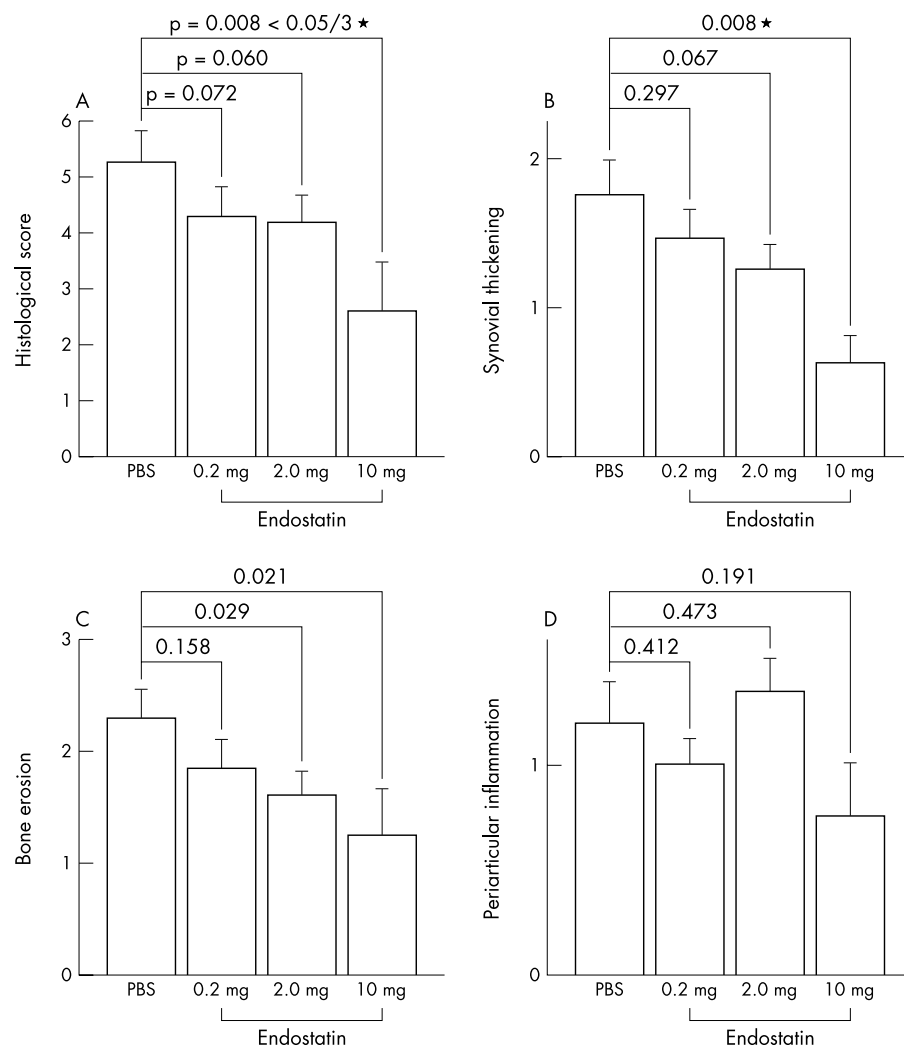 p = 0.008 < 0.05/3 ★
p = 0.060
p = 0.072
A
6
5
4
3
2
1
0
Histological score
PBS 0.2 mg 2.0 mg 10 mg
Endostatin
0.008 ★
0.067
0.297
B
2
1
0
Synovial thickening
PBS 0.2 mg 2.0 mg 10 mg
Endostatin
0.021
0.029
0.158
C
3
2
1
0
Bone erosion
PBS 0.2 mg 2.0 mg 10 mg
Endostatin
0.191
0.473
0.412
D
1
0
Periarticular inflammation
PBS 0.2 mg 2.0 mg 10 mg
Endostatin